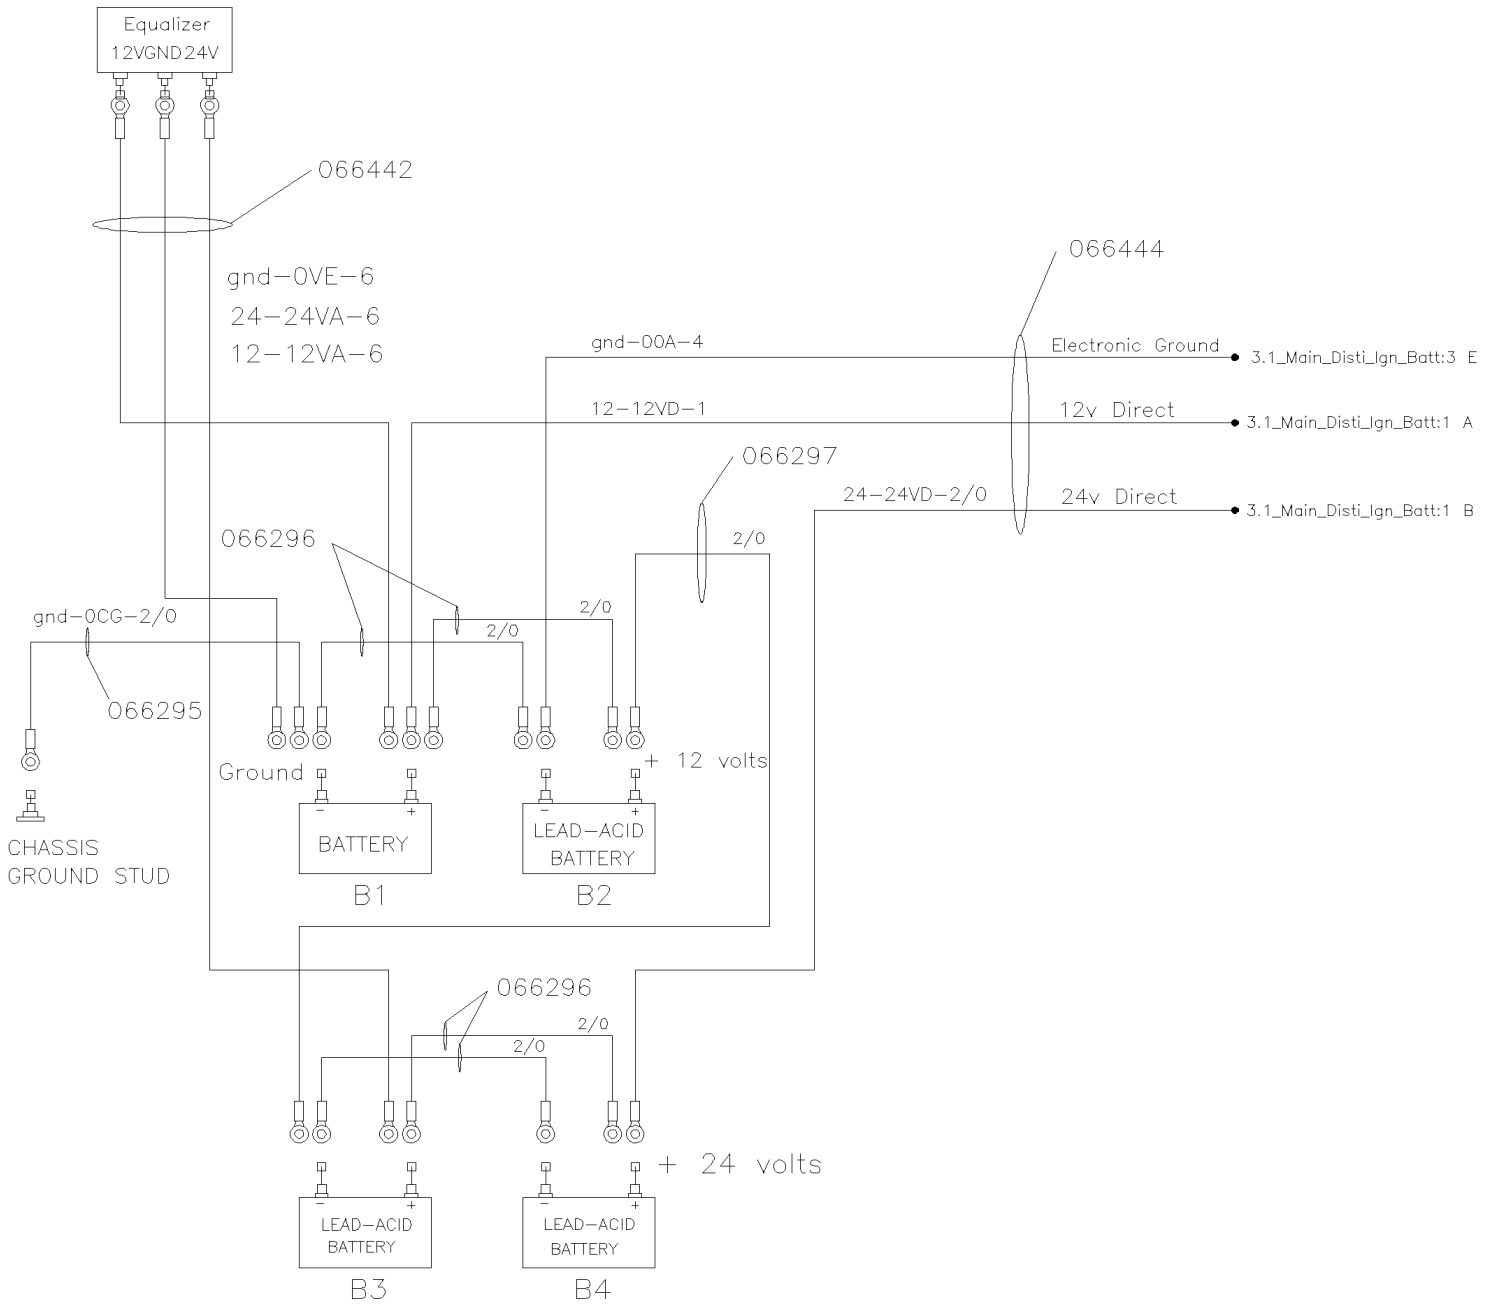 Equalizer
12VGND24V
066442
gnd-0VE-6
24-24VA-6
12-12VA-6
066444
gnd-00A-4
Electronic Ground
3.1_Main_Disti_Ign_Batt:3 E
12-12VD-1
12v Direct
3.1_Main_Disti_Ign_Batt:1 A
066297
24-24VD-2/0
24v Direct
3.1_Main_Disti_Ign_Batt:1 B
066296
2/0
gnd-0CG-2/0
2/0
2/0
066295
Ground
+ 12 volts
- +
- +
BATTERY
LEAD-ACID
BATTERY
CHASSIS
GROUND STUD
B1
B2
066296
2/0
2/0
+ 24 volts
- +
- +
LEAD-ACID
BATTERY
LEAD-ACID
BATTERY
B3
B4